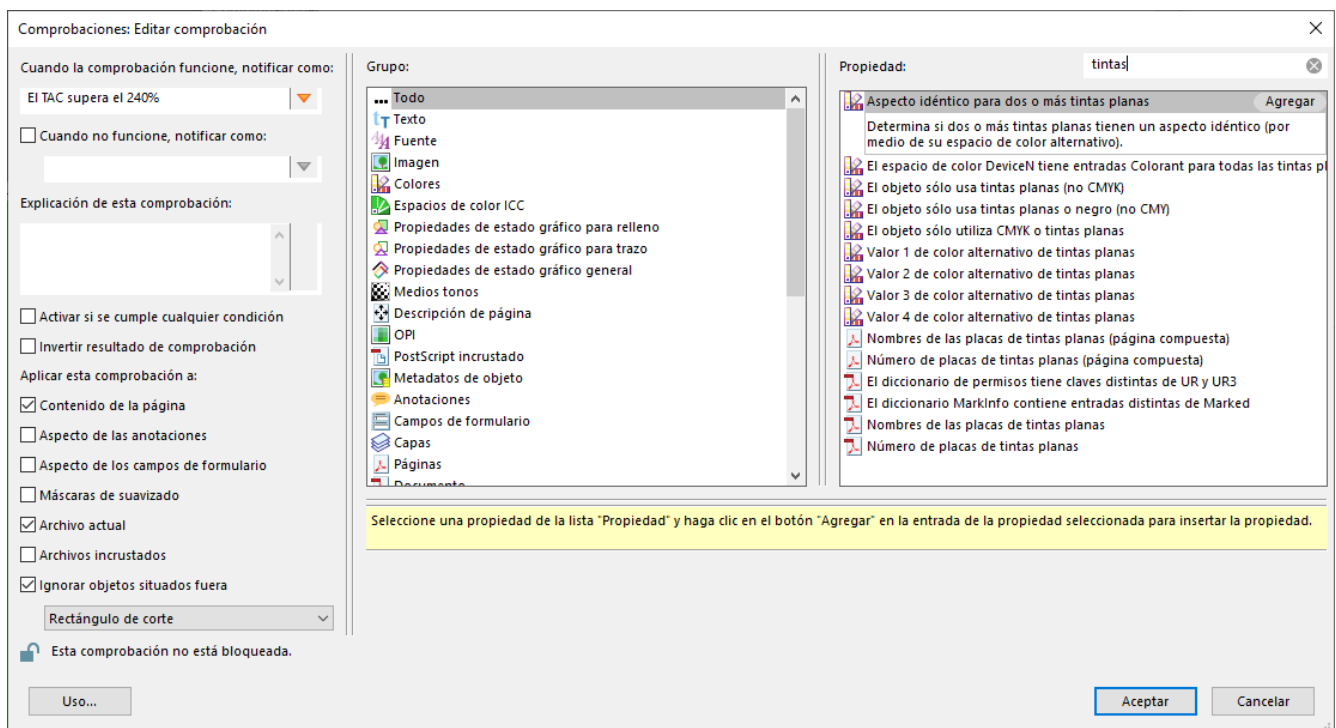 Comprobaciones: Editar comprobación
Cuando la comprobación funcione, notificar como:
El TAC supera el 240%
Cuando no funcione, notificar como:
Explicación de esta comprobación:
Activar si se cumple cualquier condición
Invertir resultado de comprobación
Aplicar esta comprobación a:
Contenido de la página
Aspecto de las anotaciones
Aspecto de los campos de formulario
Máscaras de suavizado
Archivo actual
Archivos incrustados
Ignorar objetos situados fuera
Rectángulo de corte
Esta comprobación no está bloqueada.
Uso...
Grupo:
Todo
Texto
Fuente
Imagen
Colores
Espacios de color ICC
Propiedades de estado gráfico para relleno
Propiedades de estado gráfico para trazo
Propiedades de estado gráfico general
Medios tonos
Descripción de página
OPI
PostScript incrustado
Metadatos de objeto
Anotaciones
Campos de formulario
Capas
Páginas
Documento
Propiedad:
tintas
Aspecto idéntico para dos o más tintas planas
Agregar
Determina si dos o más tintas planas tienen un aspecto idéntico (por
medio de su espacio de color alternativo).
El espacio de color DeviceN tiene entradas Colorant para todas las tintas pl
El objeto sólo usa tintas planas (no CMYK)
El objeto sólo usa tintas planas o negro (no CMY)
El objeto sólo utiliza CMYK o tintas planas
Valor 1 de color alternativo de tintas planas
Valor 2 de color alternativo de tintas planas
Valor 3 de color alternativo de tintas planas
Valor 4 de color alternativo de tintas planas
Nombres de las placas de tintas planas (página compuesta)
Número de placas de tintas planas (página compuesta)
El diccionario de permisos tiene claves distintas de UR y UR3
El diccionario MarkInfo contiene entradas distintas de Marked
Nombres de las placas de tintas planas
Número de placas de tintas planas
Seleccione una propiedad de la lista "Propiedad" y haga clic en el botón "Agregar" en la entrada de la propiedad seleccionada para insertar la propiedad.
Aceptar
Cancelar